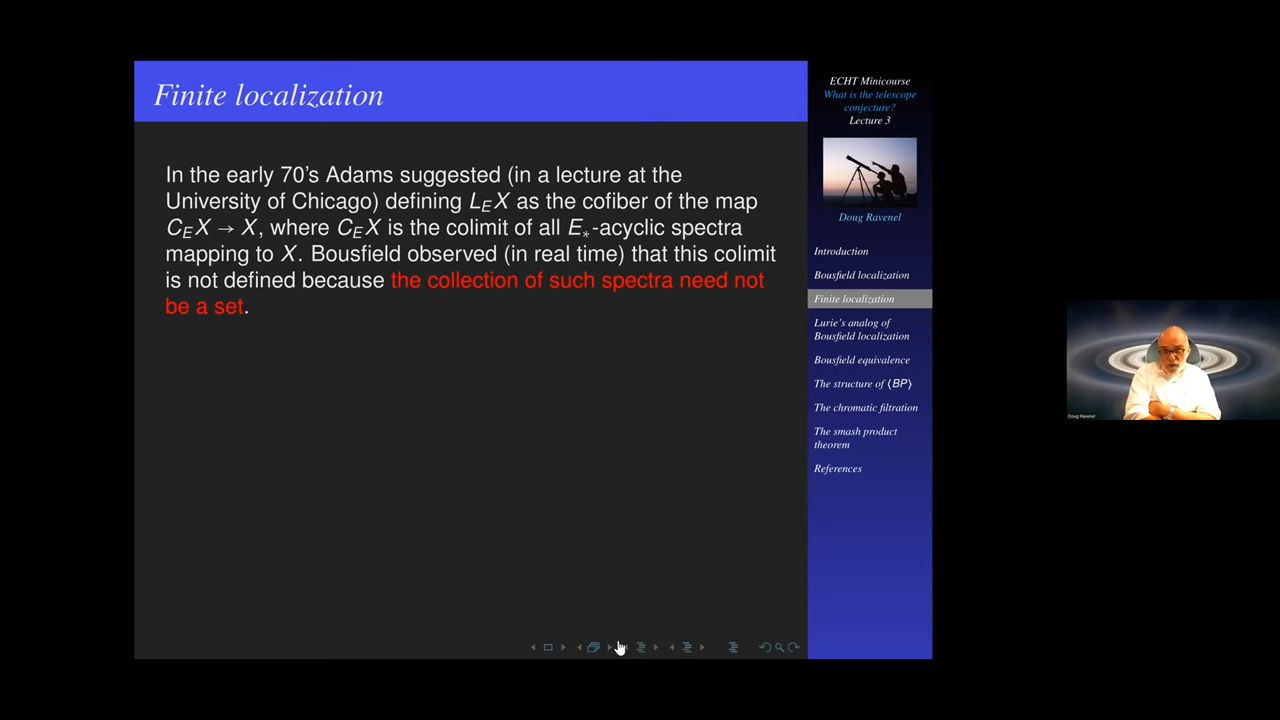 Finite localization
In the early 70's Adams suggested (in a lecture at the
University of Chicago) defining L_E X as the cofiber of the map
C_E X → X, where C_E X is the colimit of all E_*-acyclic spectra
mapping to X. Bousfield observed (in real time) that this colimit
is not defined because the collection of such spectra need not
be a set.
ECHT Minicourse
What is the telescope
conjecture?
Lecture 3
Doug Ravenel
Introduction
Bousfield localization
Finite localization
Lurie's analog of
Bousfield localization
Bousfield equivalence
The structure of ⟨BP⟩
The chromatic filtration
The smash product
theorem
References
Doug Ravenel